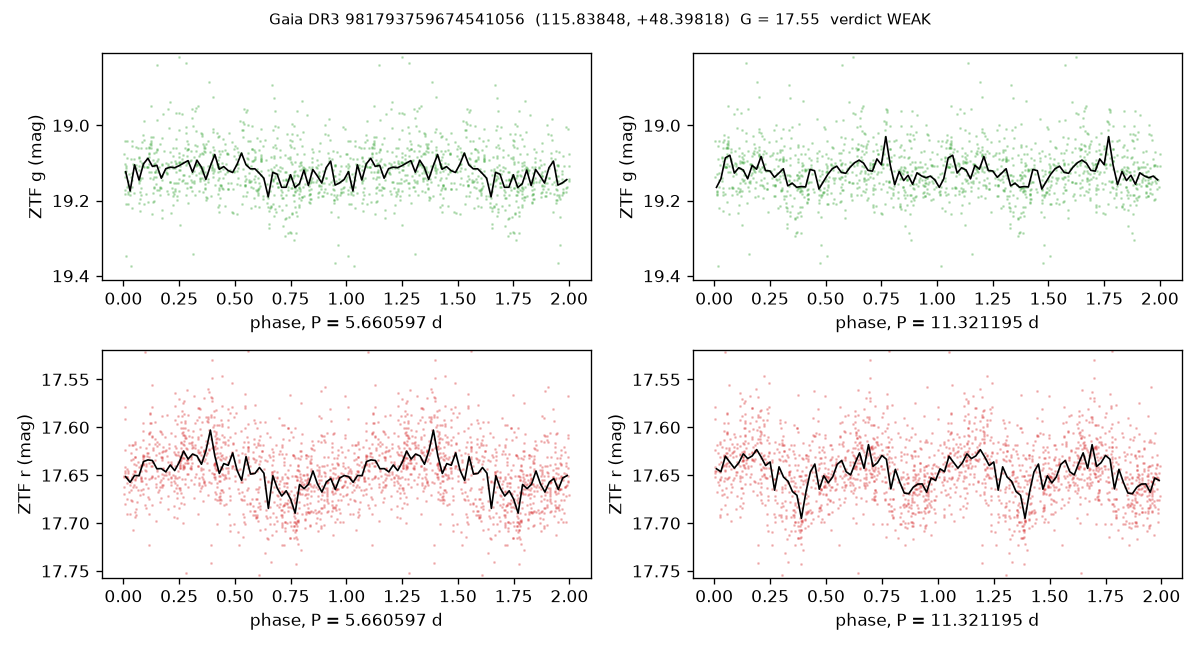 Gaia DR3 981793759674541056  (115.83848, +48.39818)  G = 17.55  verdict WEAK
ZTF g (mag)
19.0
19.2
19.4
0.00 0.25 0.50 0.75 1.00 1.25 1.50 1.75 2.00
phase, P = 5.660597 d
ZTF g (mag)
19.0
19.2
19.4
0.00 0.25 0.50 0.75 1.00 1.25 1.50 1.75 2.00
phase, P = 11.321195 d
ZTF r (mag)
17.55
17.60
17.65
17.70
17.75
0.00 0.25 0.50 0.75 1.00 1.25 1.50 1.75 2.00
phase, P = 5.660597 d
ZTF r (mag)
17.55
17.60
17.65
17.70
17.75
0.00 0.25 0.50 0.75 1.00 1.25 1.50 1.75 2.00
phase, P = 11.321195 d